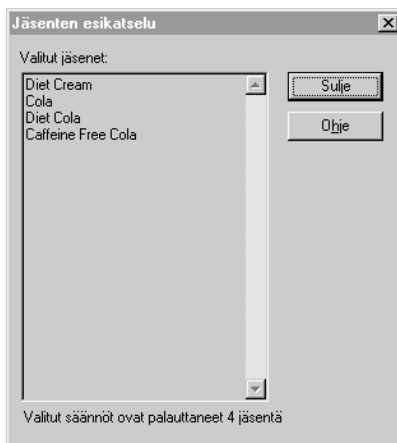 Jäsenten esikatselu
Valitut jäsenet:
Diet Cream
Cola
Diet Cola
Caffeine Free Cola
Sulje
Ohje
Valitut säännöt ovat palauttaneet 4 jäsentä